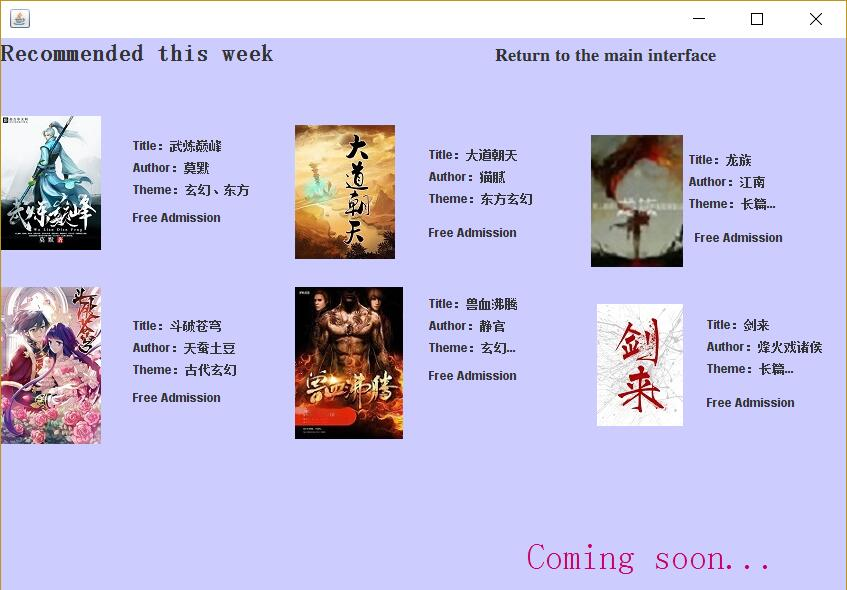 Recommended this week
Return to the main interface
武炼巅峰
Wu Lian Dian Feng
莫默 著
Title：武炼巅峰
Author：莫默
Theme：玄幻、东方
Free Admission
大道朝天
Title：大道朝天
Author：猫腻
Theme：东方玄幻
Free Admission
Title：龙族
Author：江南
Theme：长篇...
Free Admission
斗破苍穹
Title：斗破苍穹
Author：天蚕土豆
Theme：古代玄幻
Free Admission
兽血沸腾
Title：兽血沸腾
Author：静官
Theme：玄幻...
Free Admission
剑来
Title：剑来
Author：烽火戏诸侯
Theme：长篇...
Free Admission
Coming soon...